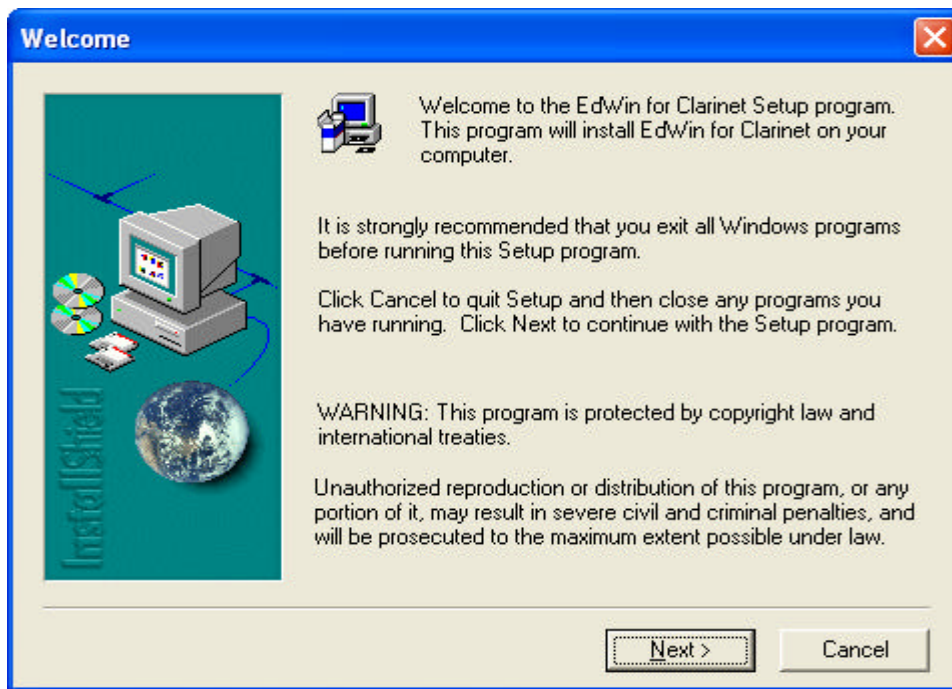 Welcome
Welcome to the EdWin for Clarinet Setup program.
This program will install EdWin for Clarinet on your
computer.
It is strongly recommended that you exit all Windows programs
before running this Setup program.
Click Cancel to quit Setup and then close any programs you
have running.  Click Next to continue with the Setup program.
WARNING: This program is protected by copyright law and
international treaties.
Unauthorized reproduction or distribution of this program, or any
portion of it, may result in severe civil and criminal penalties, and
will be prosecuted to the maximum extent possible under law.
InstallShield
Next >
Cancel